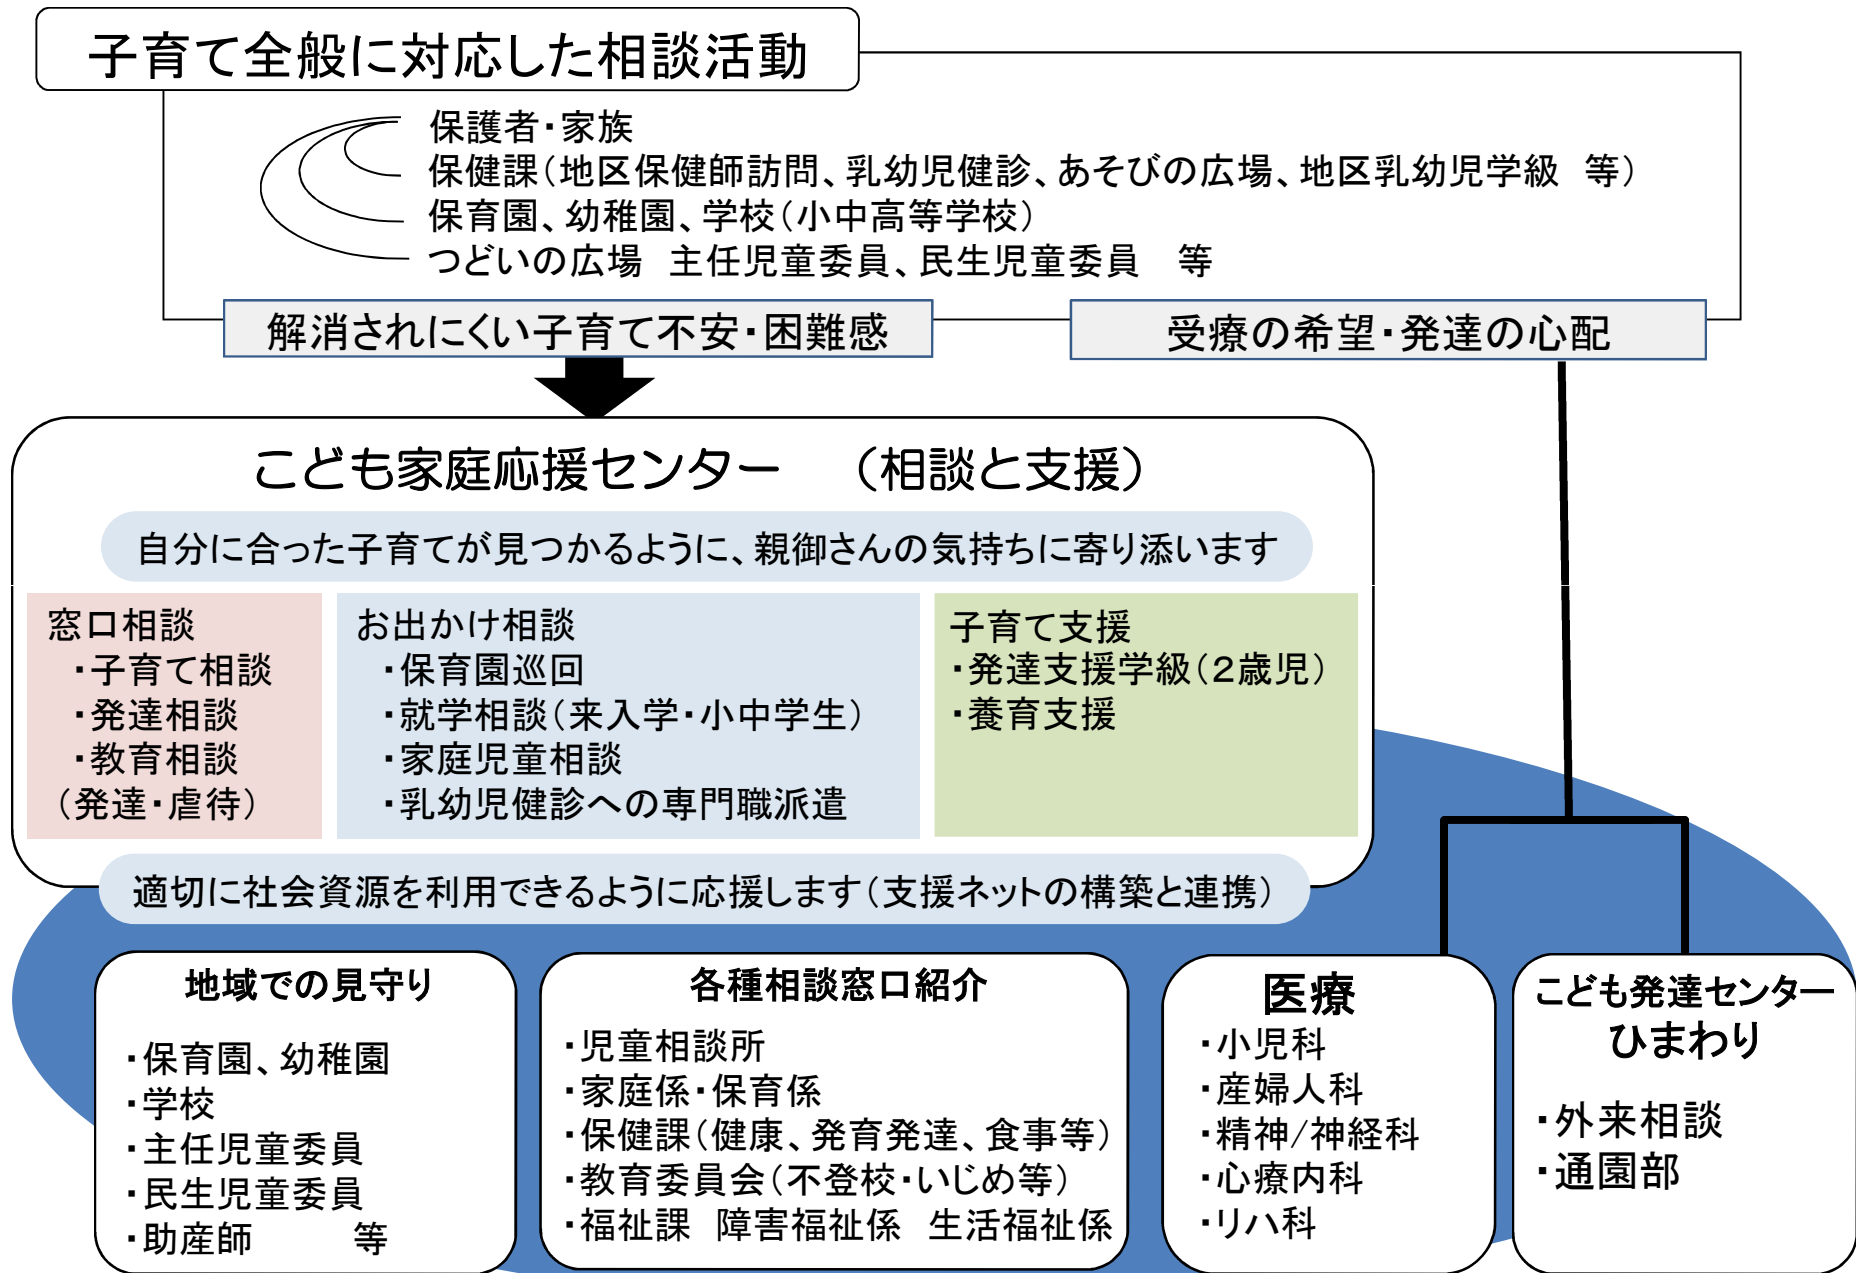 子育て全般に対応した相談活動
保護者・家族
保健課(地区保健師訪問、乳幼児健診、あそびの広場、地区乳幼児学級　等)
保育園、幼稚園、学校(小中高等学校)
つどいの広場　主任児童委員、民生児童委員　等
解消されにくい子育て不安・困難感
受療の希望・発達の心配
こども家庭応援センター　(相談と支援)
自分に合った子育てが見つかるように、親御さんの気持ちに寄り添います
窓口相談
・子育て相談
・発達相談
・教育相談
(発達・虐待)
お出かけ相談
・保育園巡回
・就学相談(来入学・小中学生)
・家庭児童相談
・乳幼児健診への専門職派遣
子育て支援
・発達支援学級(2歳児)
・養育支援
適切に社会資源を利用できるように応援します(支援ネットの構築と連携)
地域での見守り
・保育園、幼稚園
・学校
・主任児童委員
・民生児童委員
・助産師　　等
各種相談窓口紹介
・児童相談所
・家庭係・保育係
・保健課(健康、発育発達、食事等)
・教育委員会(不登校・いじめ等)
・福祉課　障害福祉係　生活福祉係
医療
・小児科
・産婦人科
・精神/神経科
・心療内科
・リハ科
こども発達センター
ひまわり
・外来相談
・通園部